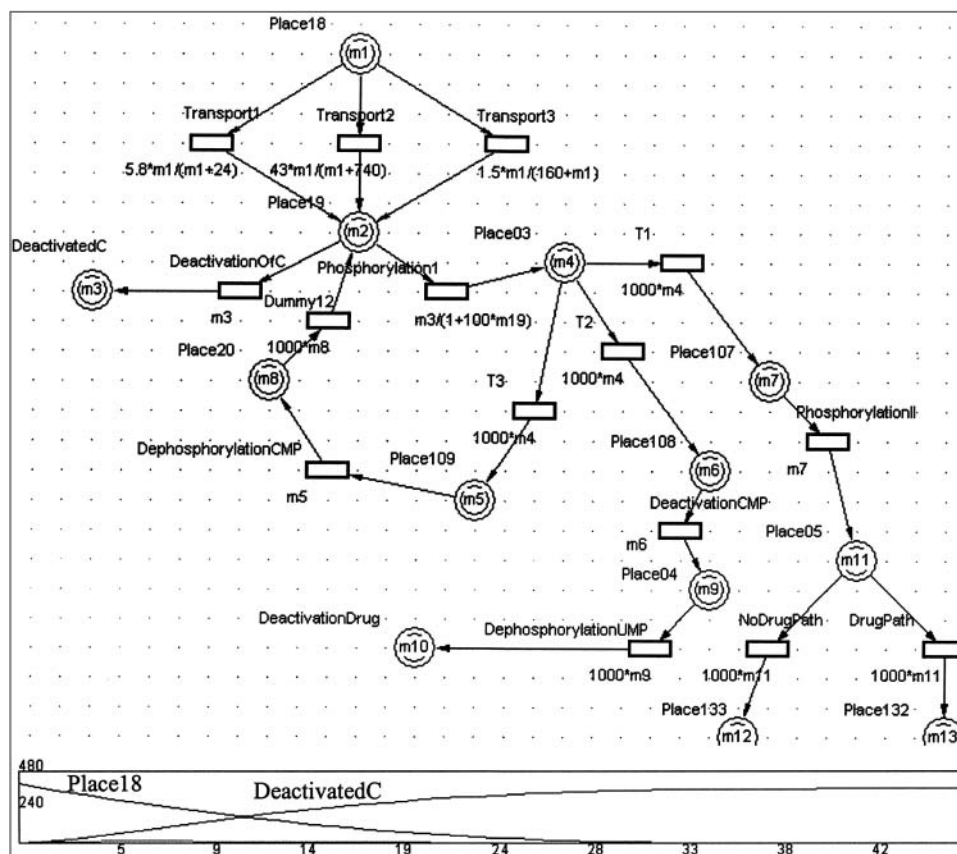 Place18
m1
Transport1
Transport2
Transport3
5.8*m1/(m1+24)
43*m1/(m1+740)
1.5*m1/(160+m1)
Place19
m2
DeactivatedC
m3
DeactivationOfC
m3
Phosphorylation1
m3/(1+100*m19)
Place03
m4
T1
1000*m4
Dummy12
1000*m8
Place20
m8
T2
1000*m4
Place107
m7
T3
1000*m4
PhosphorylationII
m7
DephosphorylationCMP
m5
Place109
m5
Place108
m6
DeactivationCMP
m6
Place05
m11
Place04
m9
DeactivationDrug
m10
DephosphorylationUMP
1000*m9
NoDrugPath
1000*m11
DrugPath
1000*m11
Place133
m12
Place132
m13
480
240
Place18
DeactivatedC
5 9 14 19 24 28 33 38 42